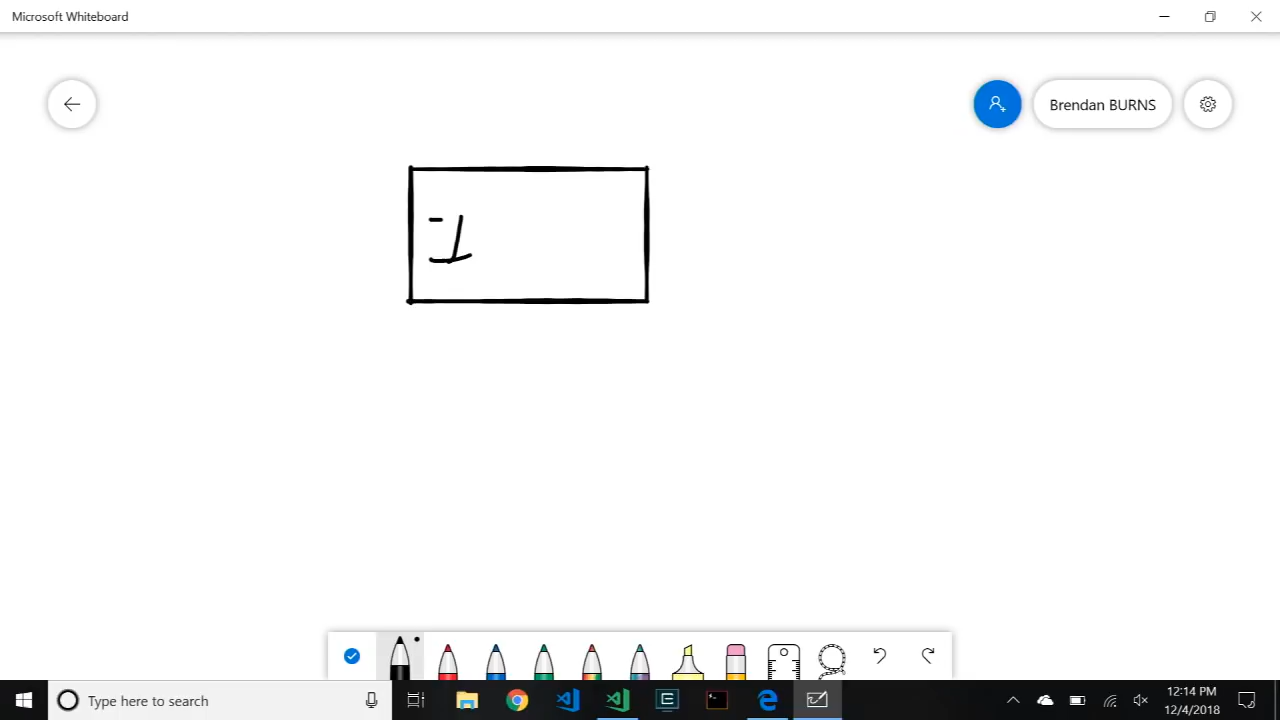 Microsoft Whiteboard
Brendan BURNS
Type here to search
12:14 PM
12/4/2018